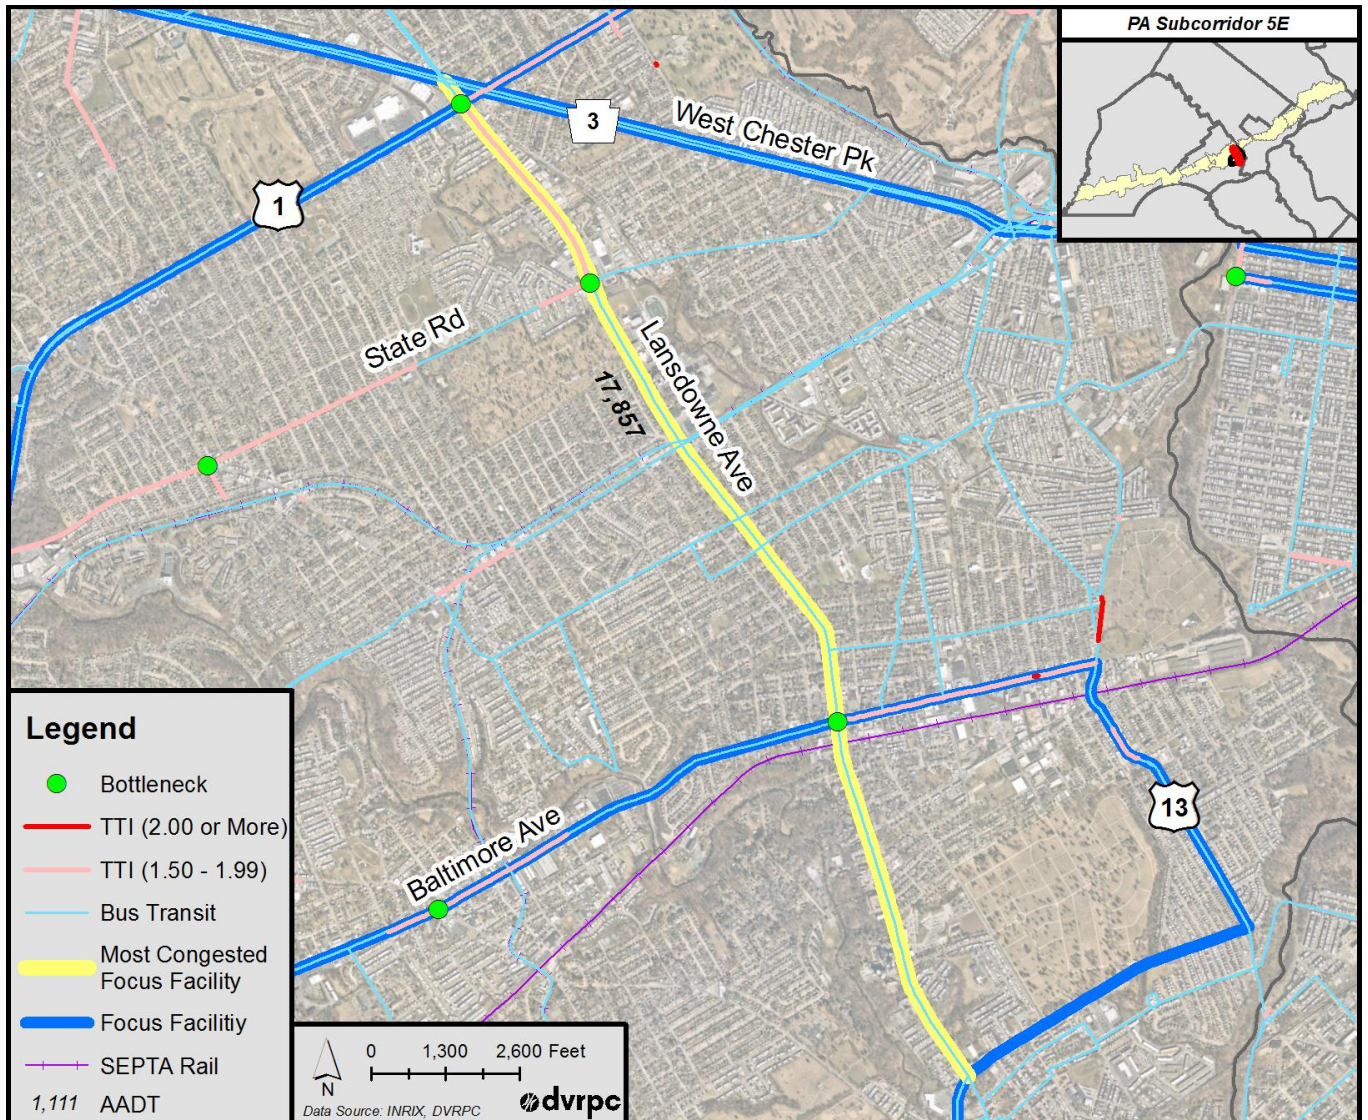 PA Subcorridor 5E
3
West Chester Pk
1
State Rd
Lansdowne Ave
17,857
13
Baltimore Ave
Legend
Bottleneck
TTI (2.00 or More)
TTI (1.50 - 1.99)
Bus Transit
Most Congested
Focus Facility
Focus Facilitiy
SEPTA Rail
1,111 AADT
N
0 1,300 2,600 Feet
Data Source: INRIX, DVRPC
dvrpc